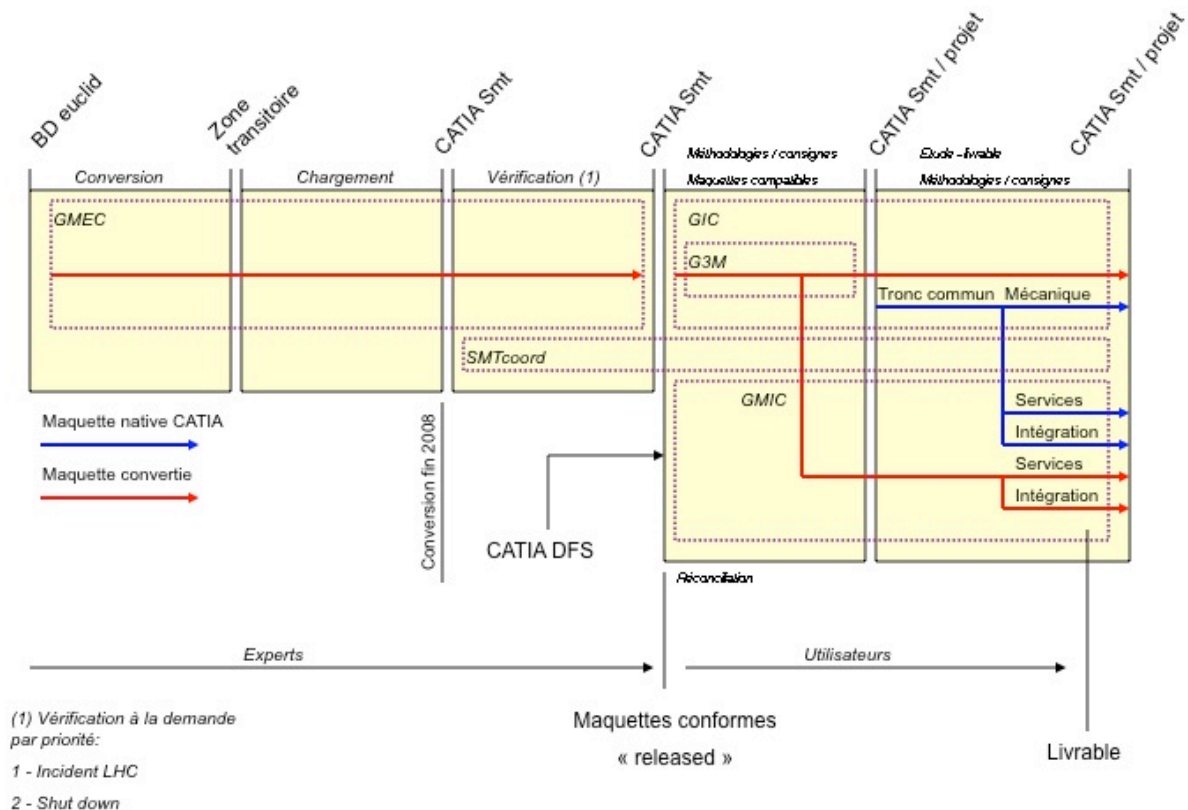 BD euclid
Zone
transitoire
CATIA Smt
CATIA Smt
CATIA Smt / projet
CATIA Smt / projet
Méthodologies / consignes
Etude - livrable
Conversion
Chargement
Vérification (1)
Maquettes compatibles
Méthodologies / consignes
GMEC
GIC
G3M
Tronc commun
Mécanique
SMTcoord
GMIC
Services
Maquette native CATIA
Intégration
Maquette convertie
Services
Intégration
Conversion fin 2008
CATIA DFS
Réconciliation
Experts
Utilisateurs
(1) Vérification à la demande
par priorité:
1 - Incident LHC
2 - Shut down
Maquettes conformes
« released »
Livrable